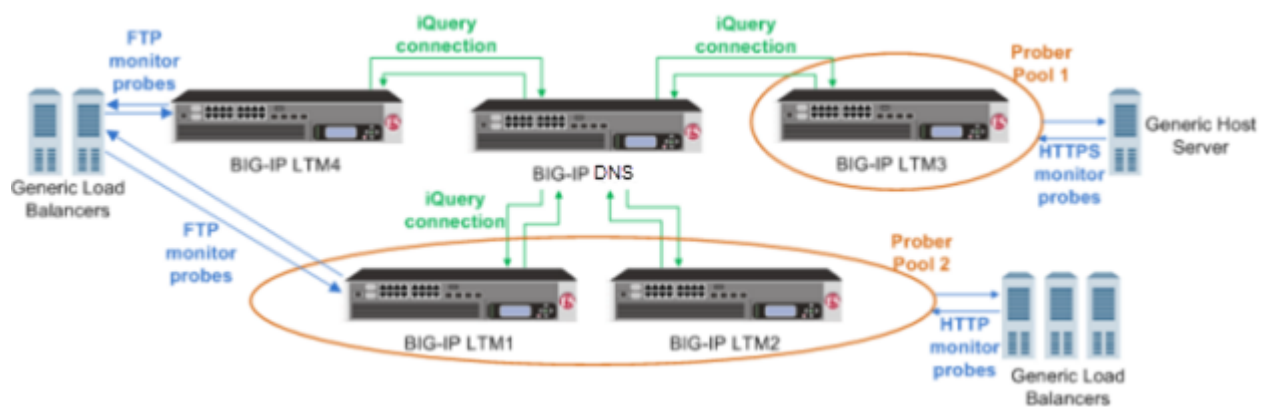 iQuery
connection
iQuery
connection
FTP
monitor
probes
Prober
Pool 1
BIG-IP LTM4
BIG-IP DNS
BIG-IP LTM3
Generic Host
Server
HTTPS
monitor
probes
Generic Load
Balancers
iQuery
connection
FTP
monitor
probes
Prober
Pool 2
BIG-IP LTM1
BIG-IP LTM2
HTTP
monitor
probes
Generic Load
Balancers